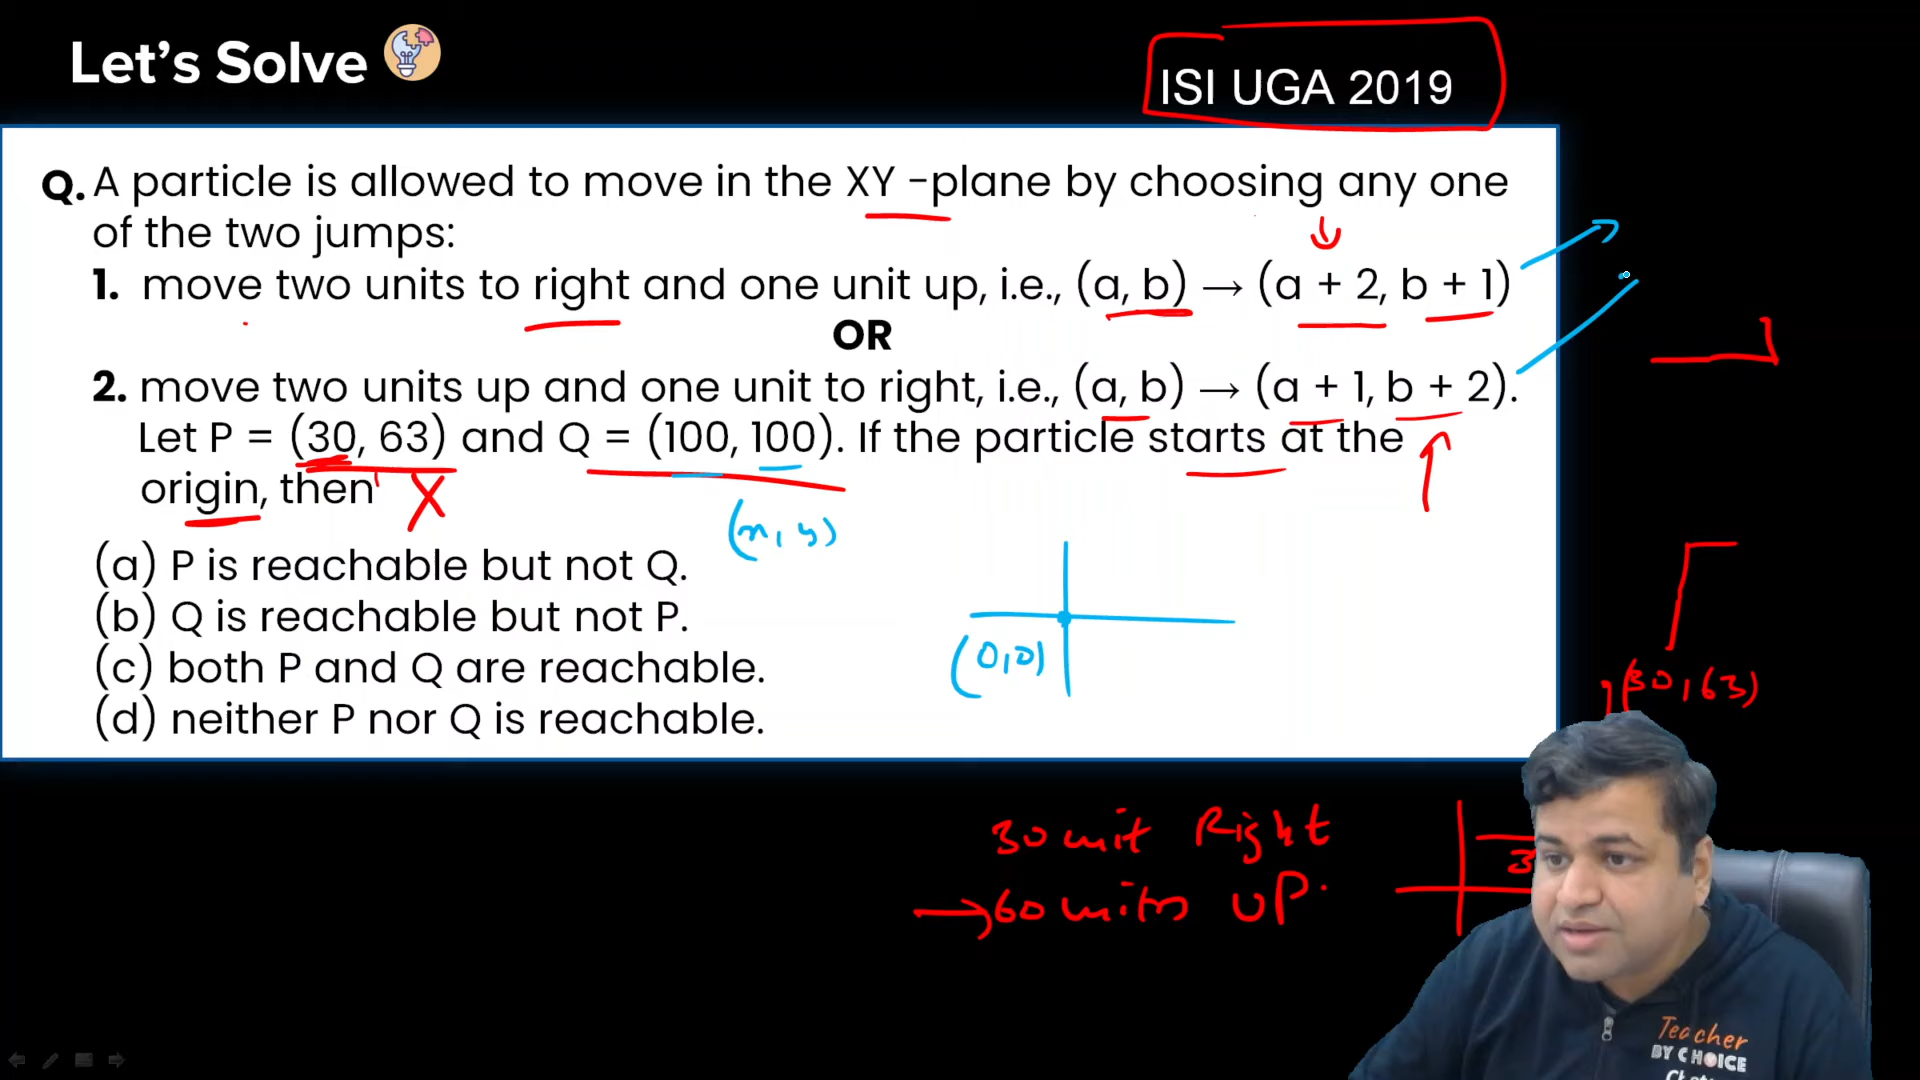 Let's Solve
ISI UGA 2019
Q. A particle is allowed to move in the XY -plane by choosing any one
of the two jumps:
1. move two units to right and one unit up, i.e., (a, b) → (a + 2, b + 1)
OR
2. move two units up and one unit to right, i.e., (a, b) → (a + 1, b + 2).
Let P = (30, 63) and Q = (100, 100). If the particle starts at the
origin, then
X
(x, y)
(a) P is reachable but not Q.
(b) Q is reachable but not P.
(c) both P and Q are reachable.
(d) neither P nor Q is reachable.
(0,0)
(30, 63)
30 unit Right
3
→60 units UP.
Teacher
BY CHOICE